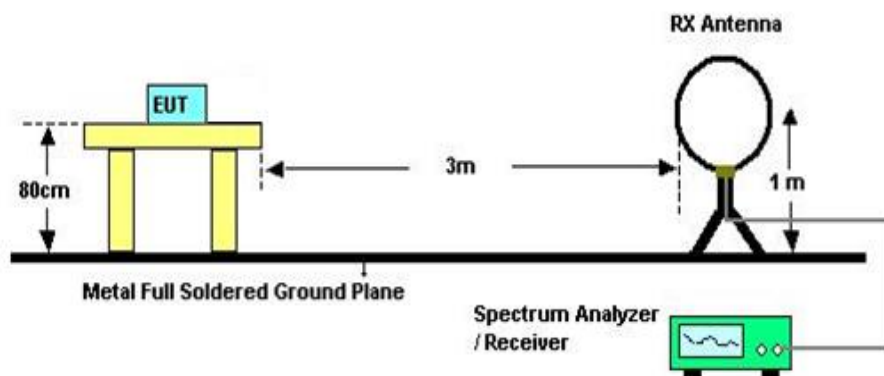 RX Antenna
EUT
3m
80cm
1 m
Metal Full Soldered Ground Plane
Spectrum Analyzer
/ Receiver